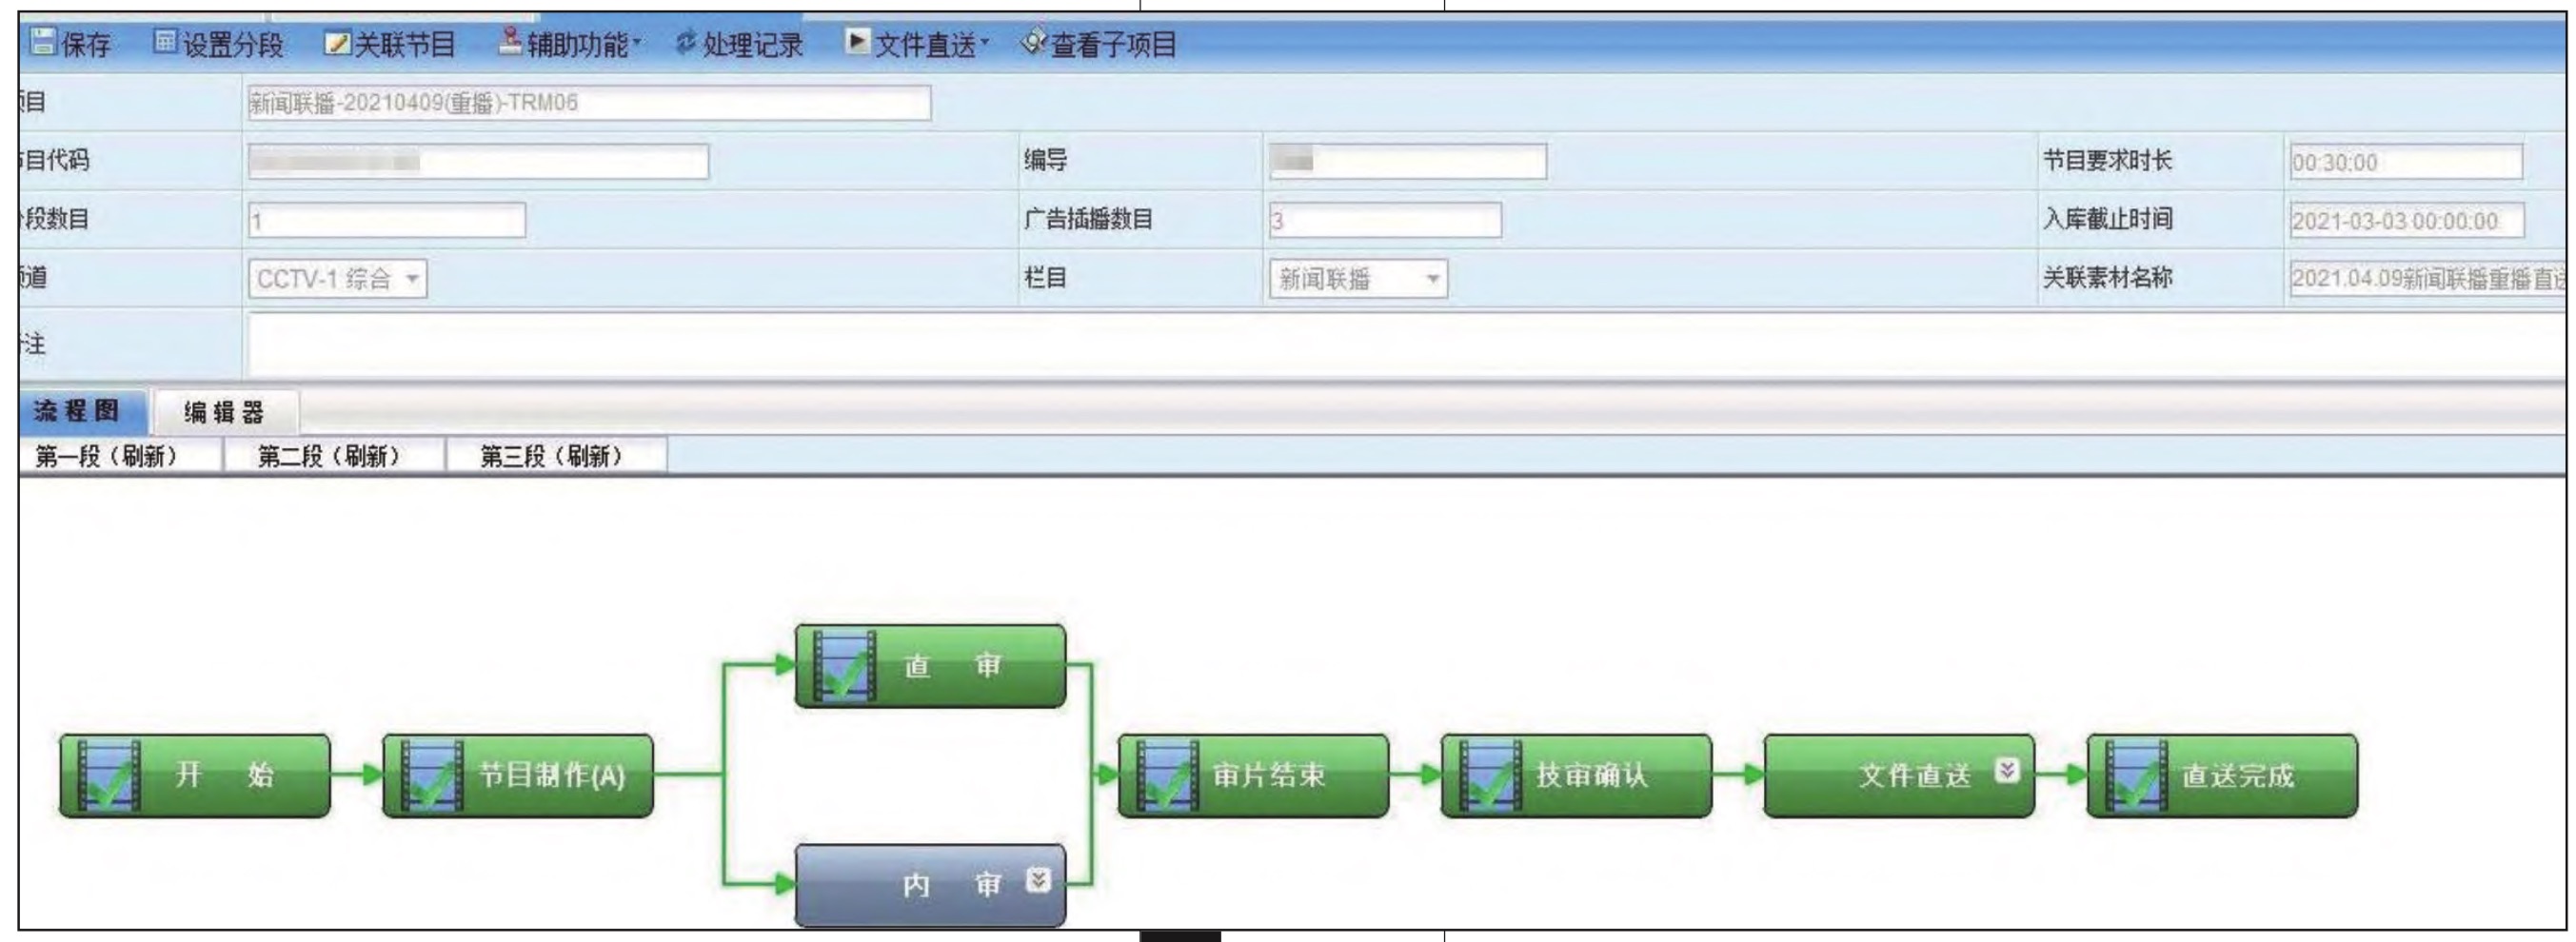 保存 设置分段 关联节目 辅助功能 处理记录 文件直送 查看子项目
项目 新闻联播-20210409(重播)-TRM06
节目代码 编导 节目要求时长 00:30:00
分段数目 1 广告插播数目 3 入库截止时间 2021-03-03 00:00:00
频道 CCTV-1 综合 栏目 新闻联播 关联素材名称 2021.04.09新闻联播重播直送
备注
流程图 编辑器
第一段（刷新） 第二段（刷新） 第三段（刷新）
直 审
开 始 节目制作(A) 审片结束 技审确认 文件直送 直送完成
内 审